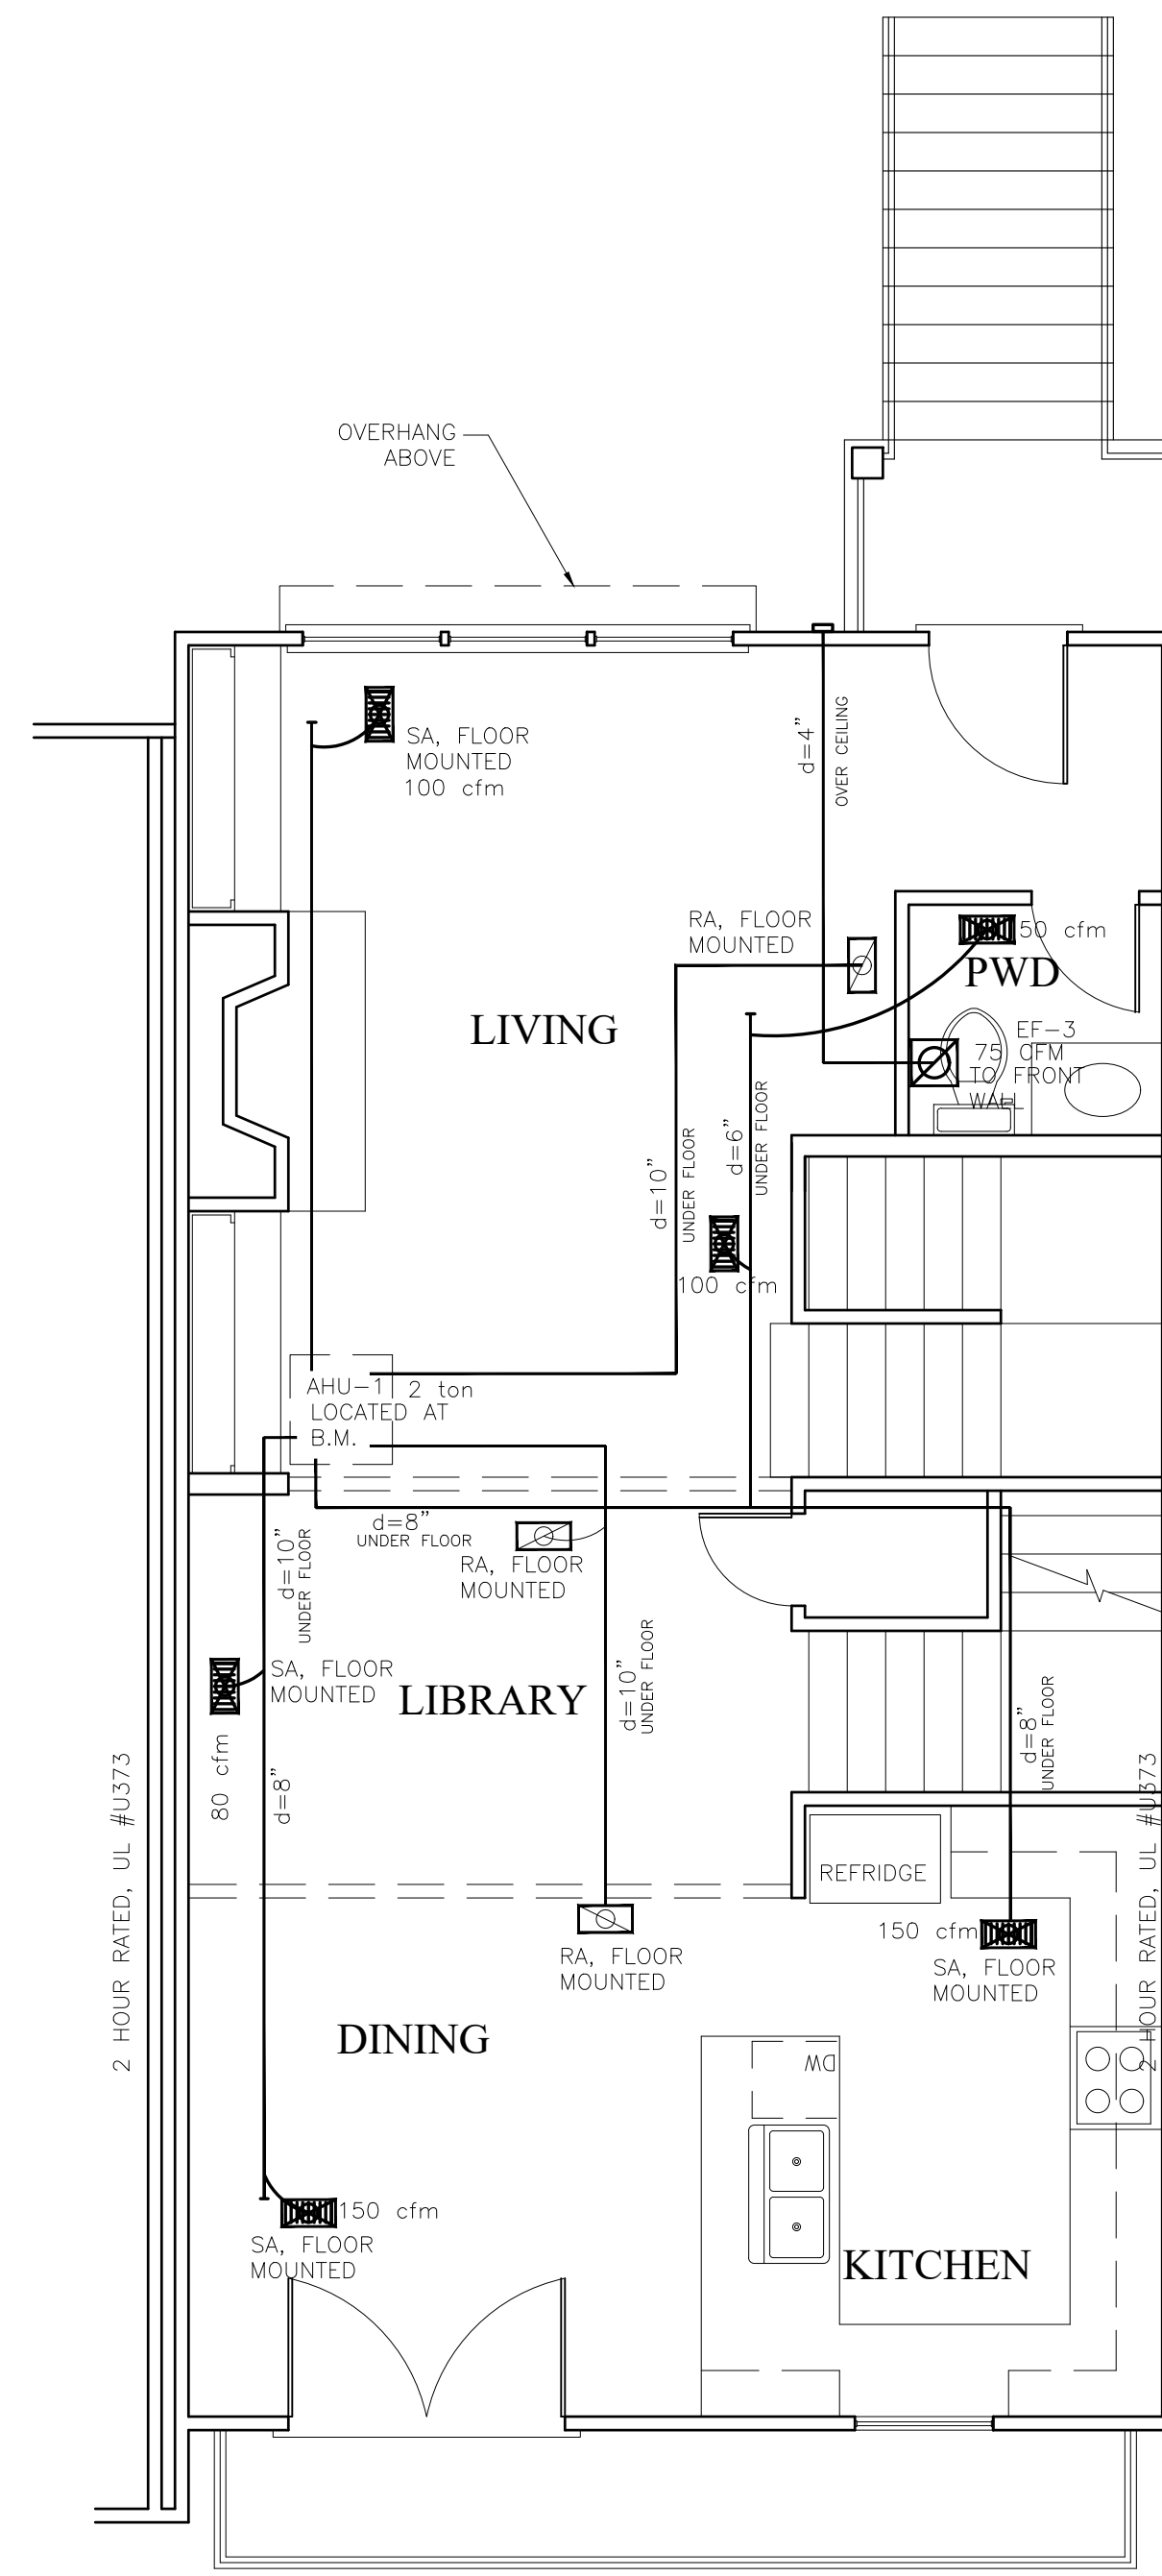 OVERHANG
ABOVE
SA, FLOOR
MOUNTED
100 cfm
d=4"
OVER CEILING
RA, FLOOR
MOUNTED
50 cfm
PWD
LIVING
EF-3
75 CFM
TO FRONT
WALL
d=10"
UNDER FLOOR
d=6"
UNDER FLOOR
100 cfm
AHU-1
2 ton
LOCATED AT
B.M.
d=8"
UNDER FLOOR
d=10"
UNDER FLOOR
RA, FLOOR
MOUNTED
SA, FLOOR
MOUNTED
LIBRARY
d=10"
UNDER FLOOR
d=8"
UNDER FLOOR
80 cfm
d=8"
2 HOUR RATED, UL #U373
2 HOUR RATED, UL #U373
REFRIDGE
150 cfm
SA, FLOOR
MOUNTED
RA, FLOOR
MOUNTED
DINING
DW
150 cfm
SA, FLOOR
MOUNTED
KITCHEN